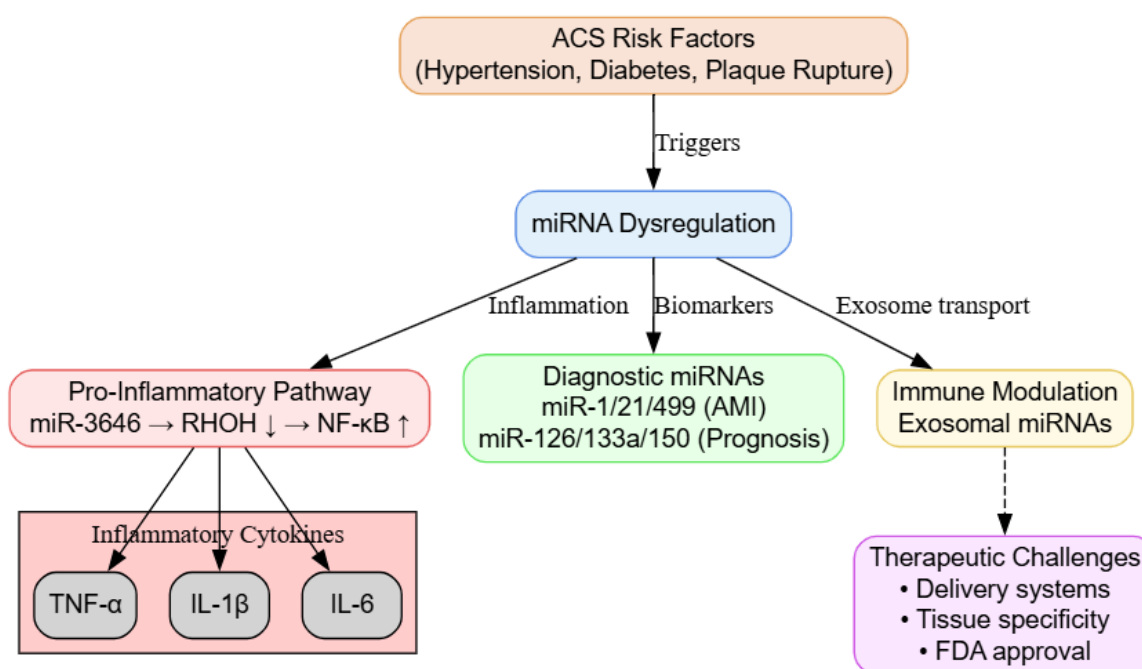 ACS Risk Factors
(Hypertension, Diabetes, Plaque Rupture)
Triggers
miRNA Dysregulation
Inflammation
Biomarkers
Exosome transport
Pro-Inflammatory Pathway
miR-3646 → RHOH ↓ → NF-κB ↑
Diagnostic miRNAs
miR-1/21/499 (AMI)
miR-126/133a/150 (Prognosis)
Immune Modulation
Exosomal miRNAs
Inflammatory Cytokines
TNF-α
IL-1β
IL-6
Therapeutic Challenges
• Delivery systems
• Tissue specificity
• FDA approval